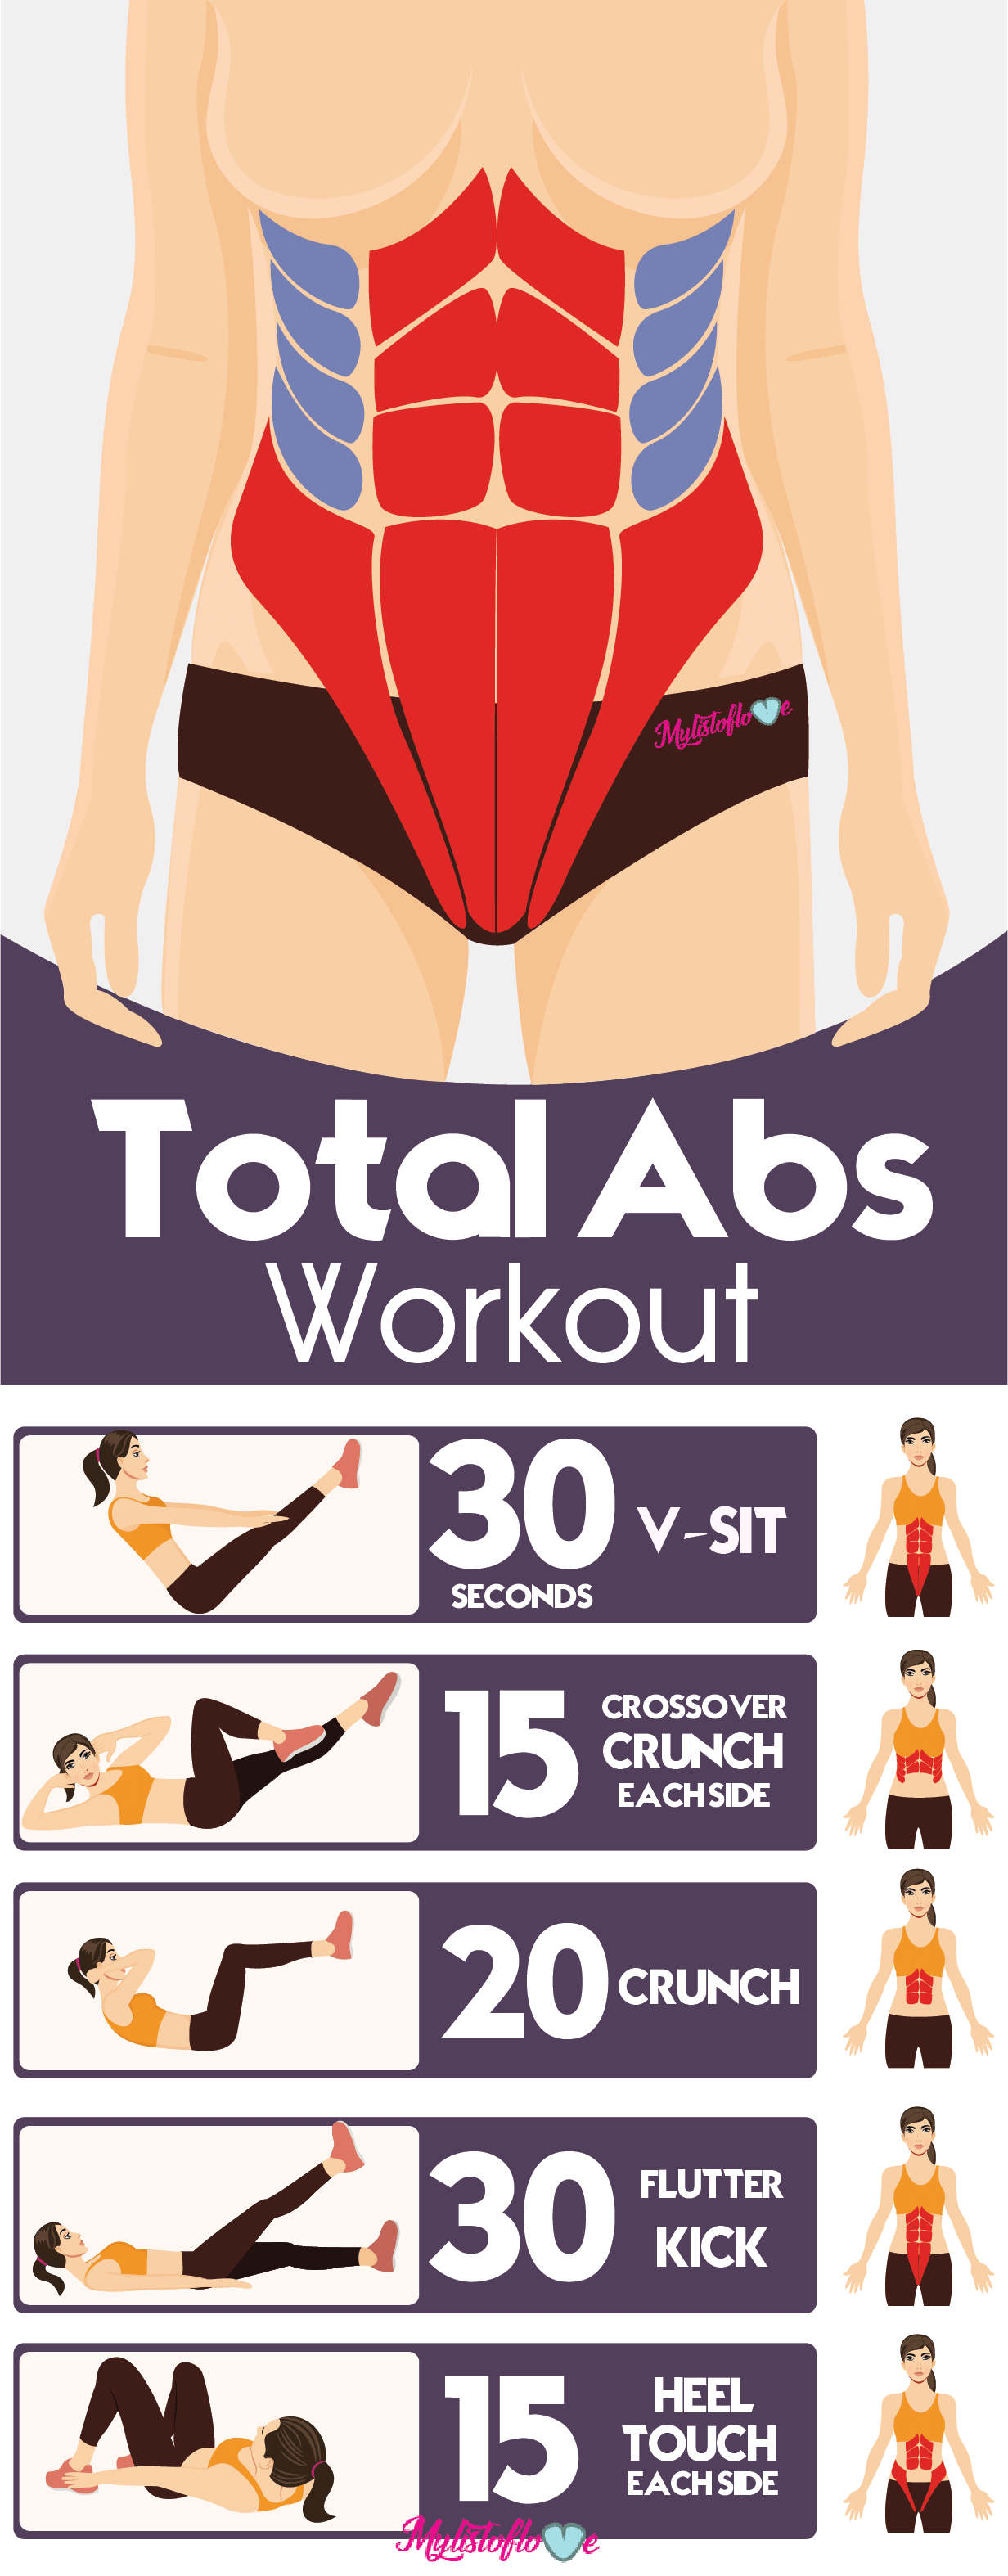 Mylistoflove
Total Abs
Workout
30
SECONDS
V-SIT
15
CROSSOVER
CRUNCH
EACH SIDE
20
CRUNCH
30
FLUTTER
KICK
15
HEEL
TOUCH
EACH SIDE
Mylistoflove